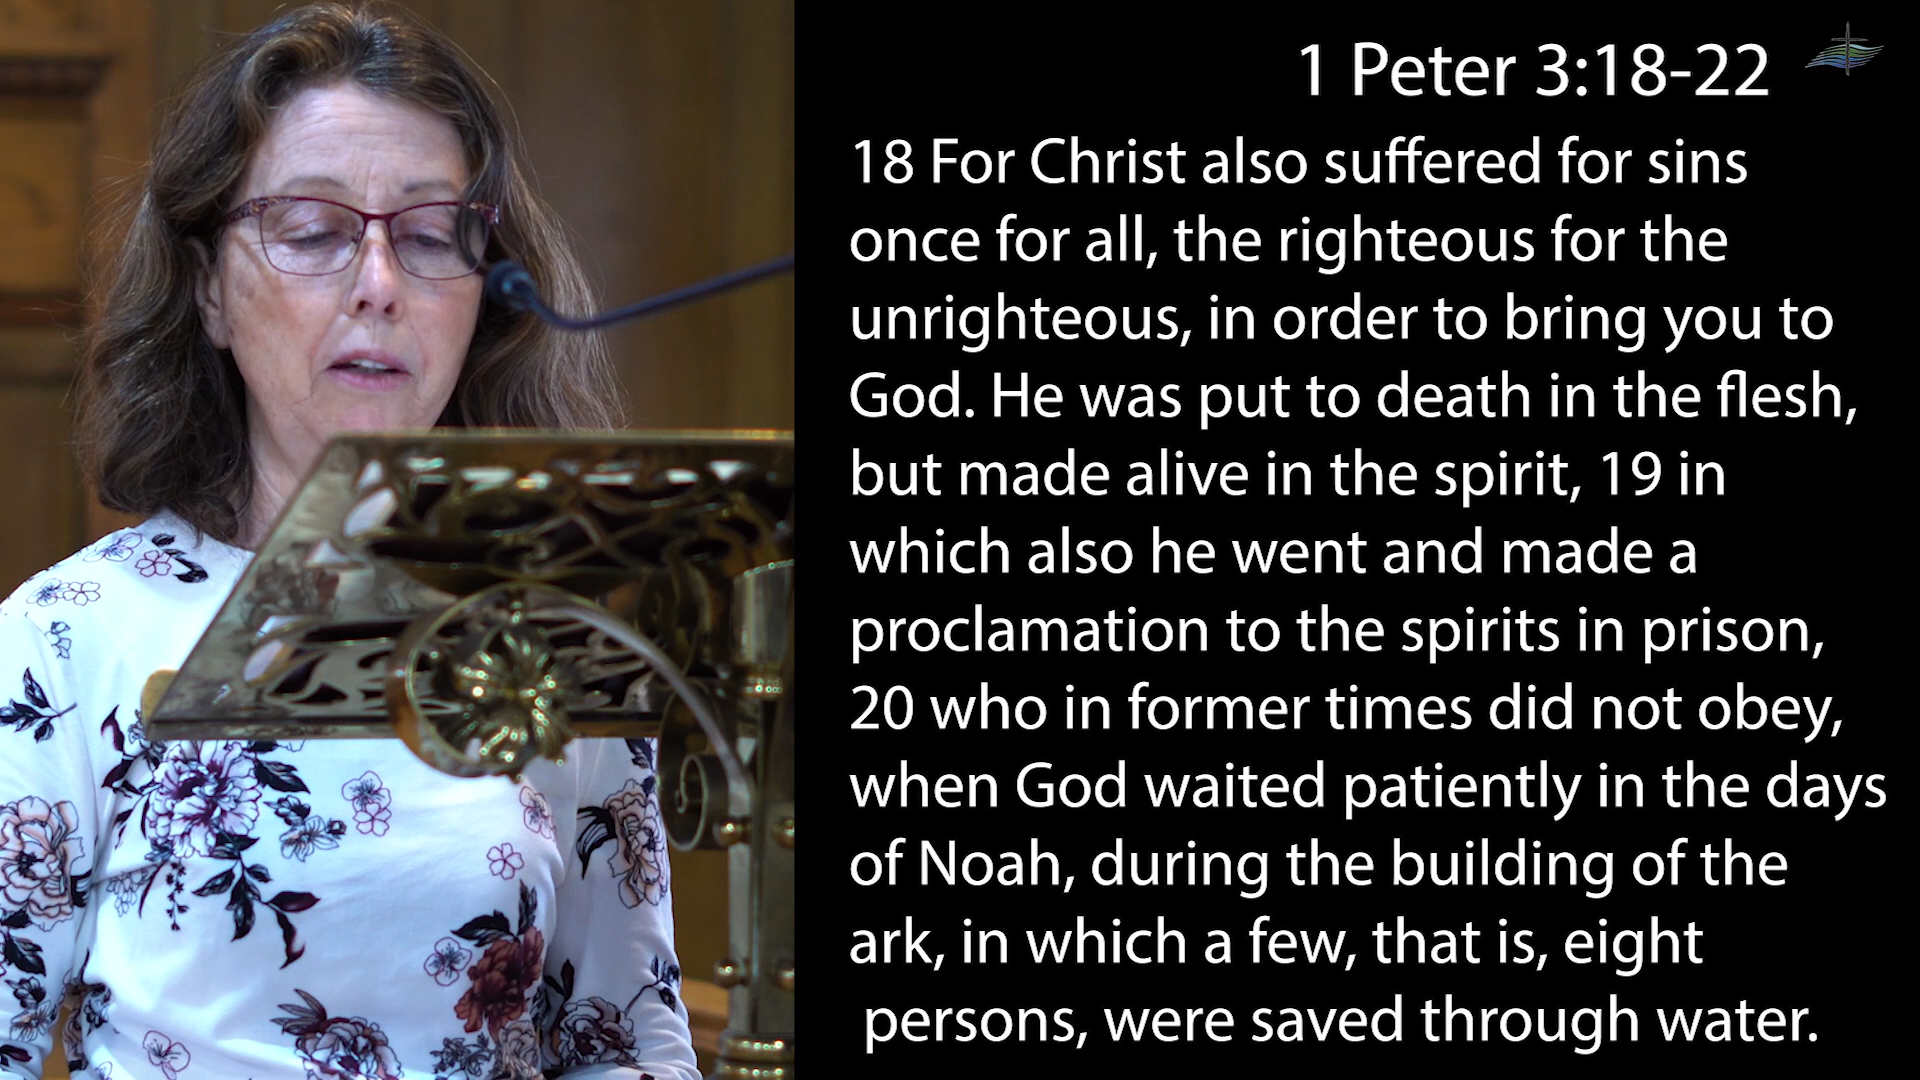 1 Peter 3:18-22
18 For Christ also suffered for sins
once for all, the righteous for the
unrighteous, in order to bring you to
God. He was put to death in the flesh,
but made alive in the spirit, 19 in
which also he went and made a
proclamation to the spirits in prison,
20 who in former times did not obey,
when God waited patiently in the days
of Noah, during the building of the
ark, in which a few, that is, eight
persons, were saved through water.